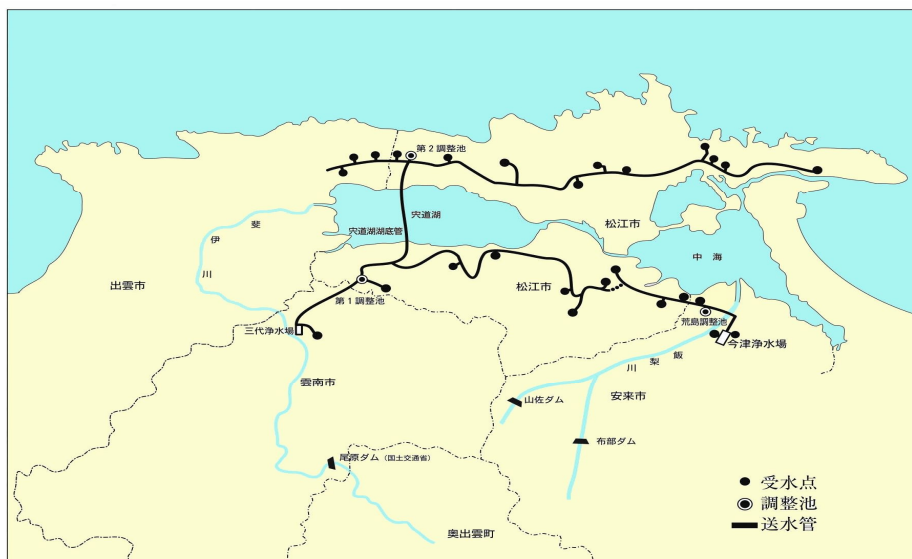 第2調整池
宍道湖
宍道湖湖底管
松江市
中海
斐
伊
川
出雲市
松江市
第1調整池
荒島調整池
三代浄水場
今津浄水場
飯
梨
川
雲南市
安来市
山佐ダム
布部ダム
尾原ダム（国土交通省）
奥出雲町
受水点
調整池
送水管